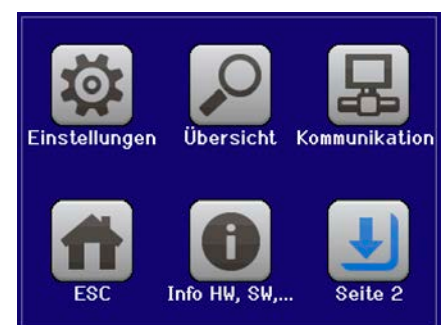 Einstellungen Übersicht Kommunikation
ESC Info HW, SW,... Seite 2